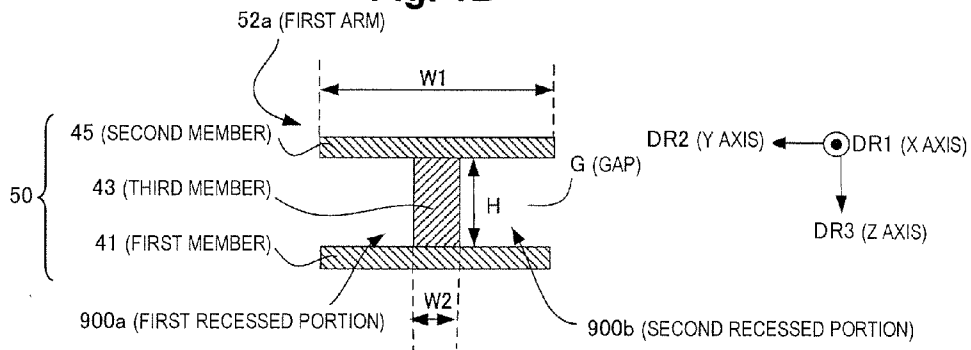 52a (FIRST ARM)
W1
45 (SECOND MEMBER)
DR2 (Y AXIS)
DR1 (X AXIS)
G (GAP)
43 (THIRD MEMBER)
50
H
DR3 (Z AXIS)
41 (FIRST MEMBER)
W2
900a (FIRST RECESSED PORTION)
900b (SECOND RECESSED PORTION)